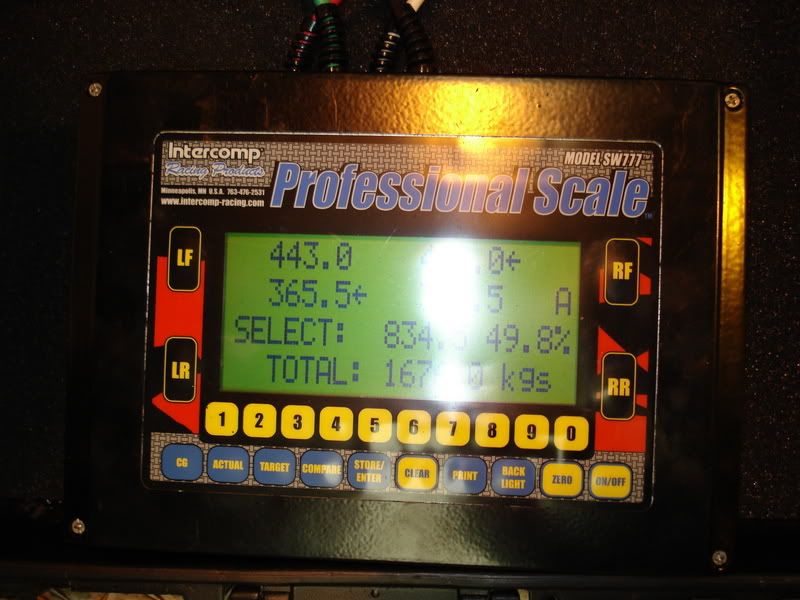 Intercomp
Racing Products
Minneapolis, MN U.S.A. 763-476-2531
www.intercomp-racing.com
MODEL SW777™
Professional Scale™
LF
RF
LR
RR
443.0
365.5← A
SELECT: 49.8%
TOTAL: kgs
1 2 3 4 5 6 7 8 9 0
CG
ACTUAL
TARGET
COMPARE
STORE/
ENTER
CLEAR
PRINT
BACK
LIGHT
ZERO
ON/OFF